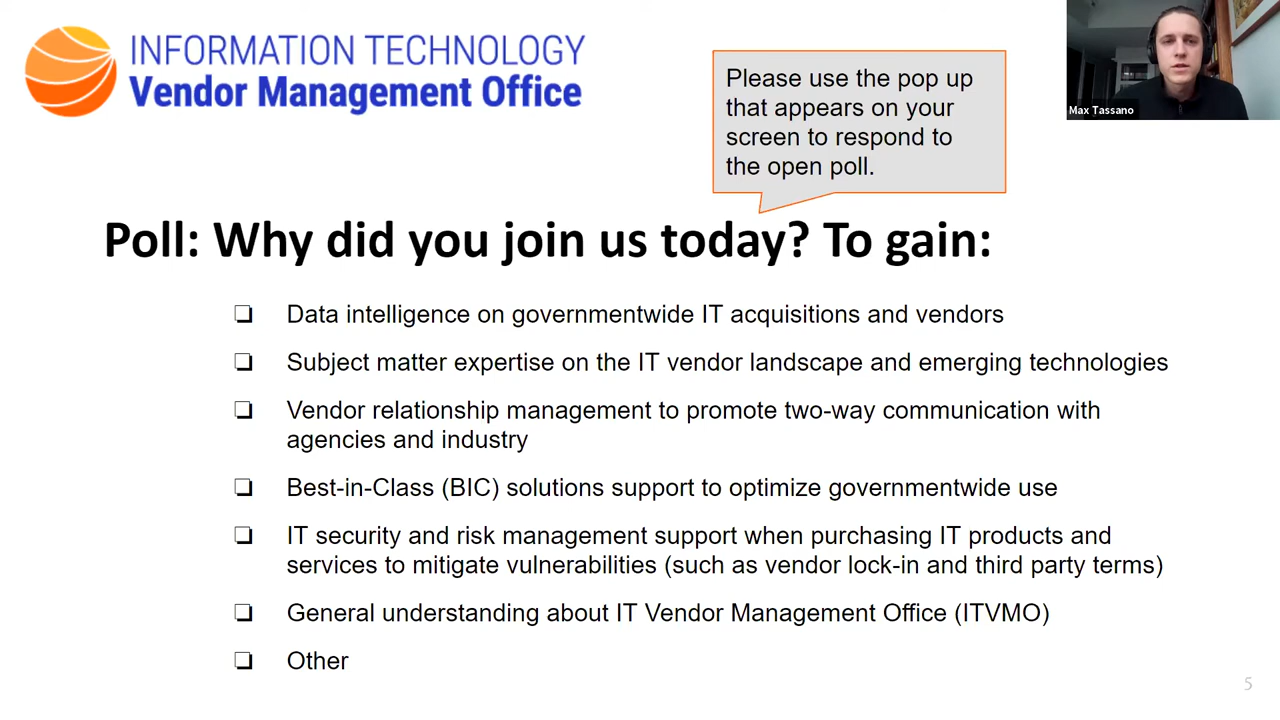 INFORMATION TECHNOLOGY
Vendor Management Office
Please use the pop up
that appears on your
screen to respond to
the open poll.
Max Tassano
Poll: Why did you join us today? To gain:
❏ Data intelligence on governmentwide IT acquisitions and vendors
❏ Subject matter expertise on the IT vendor landscape and emerging technologies
❏ Vendor relationship management to promote two-way communication with
agencies and industry
❏ Best-in-Class (BIC) solutions support to optimize governmentwide use
❏ IT security and risk management support when purchasing IT products and
services to mitigate vulnerabilities (such as vendor lock-in and third party terms)
❏ General understanding about IT Vendor Management Office (ITVMO)
❏ Other
5